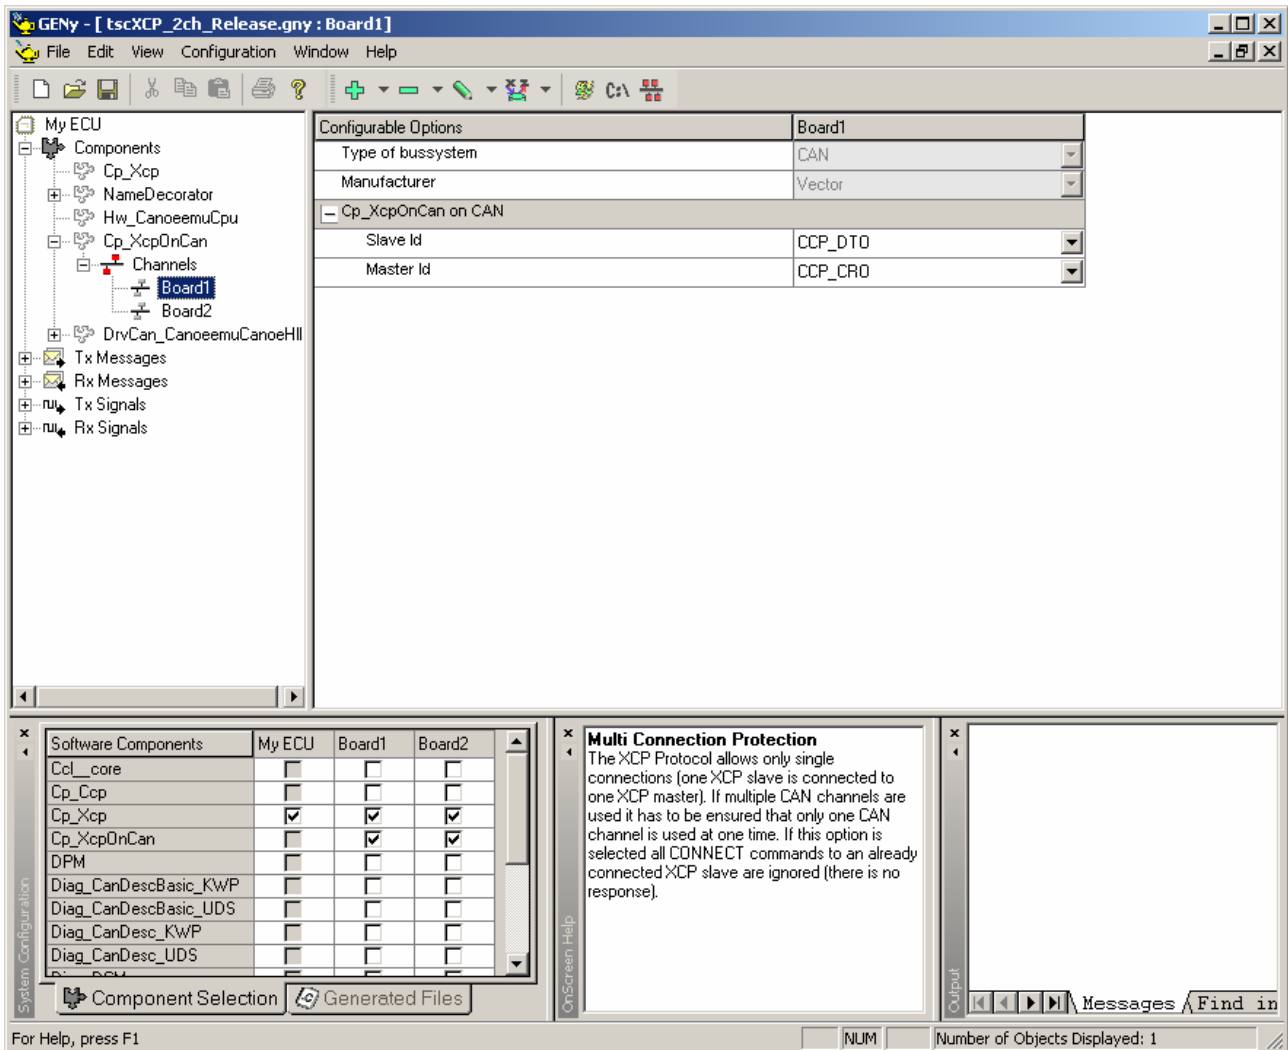 GENy - [ tscXCP_2ch_Release.gny : Board1]
File Edit View Configuration Window Help
My ECU
Components
Cp_Xcp
NameDecorator
Hw_CanoeemuCpu
Cp_XcpOnCan
Channels
Board1
Board2
DrvCan_CanoeemuCanoeHll
Tx Messages
Rx Messages
Tx Signals
Rx Signals
Configurable Options Board1
Type of bussystem CAN
Manufacturer Vector
Cp_XcpOnCan on CAN
Slave Id CCP_DTO
Master Id CCP_CRO
System Configuration
Software Components My ECU Board1 Board2
Ccl__core
Cp_Ccp
Cp_Xcp
Cp_XcpOnCan
DPM
Diag_CanDescBasic_KWP
Diag_CanDescBasic_UDS
Diag_CanDesc_KWP
Diag_CanDesc_UDS
Component Selection Generated Files
OnScreen Help
Multi Connection Protection
The XCP Protocol allows only single
connections (one XCP slave is connected to
one XCP master). If multiple CAN channels are
used it has to be ensured that only one CAN
channel is used at one time. If this option is
selected all CONNECT commands to an already
connected XCP slave are ignored (there is no
response).
Output
Messages Find in
For Help, press F1 NUM Number of Objects Displayed: 1